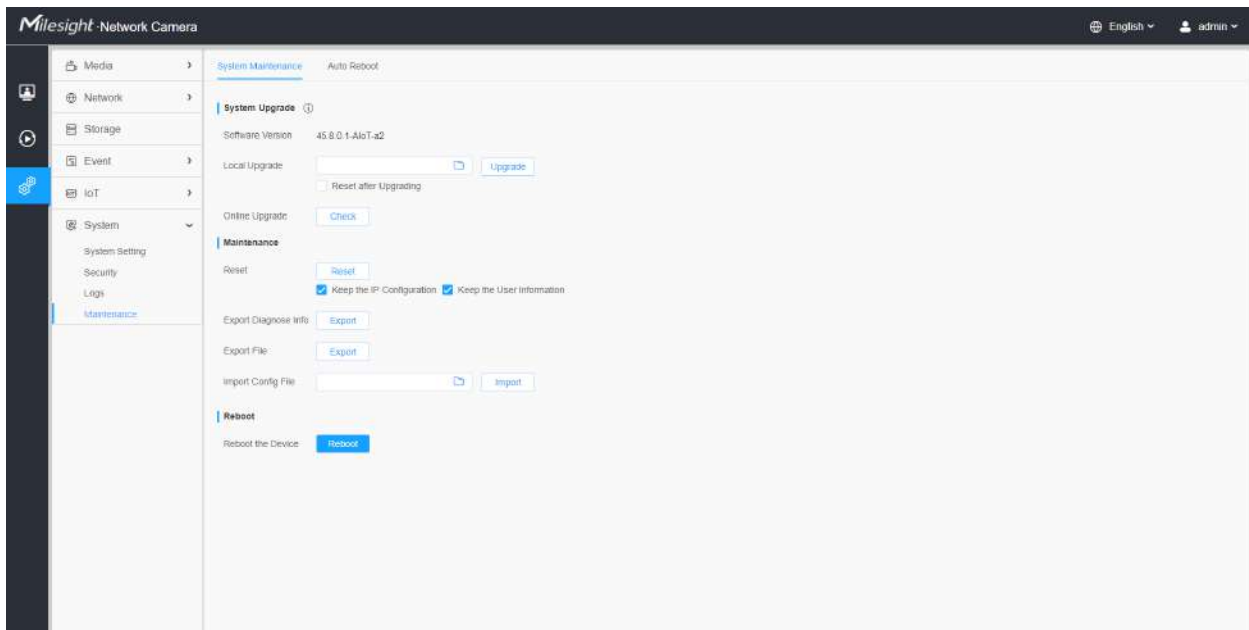 Milesight ·Network Camera
English
admin
Media
Network
Storage
Event
IoT
System
System Setting
Security
Logs
Maintenance
System Maintenance Auto Reboot
System Upgrade
Software Version 45.8.0.1-AIoT-a2
Local Upgrade Upgrade
Reset after Upgrading
Online Upgrade Check
Maintenance
Reset Reset
Keep the IP Configuration Keep the User Information
Export Diagnose Info Export
Export File Export
Import Config File Import
Reboot
Reboot the Device Reboot